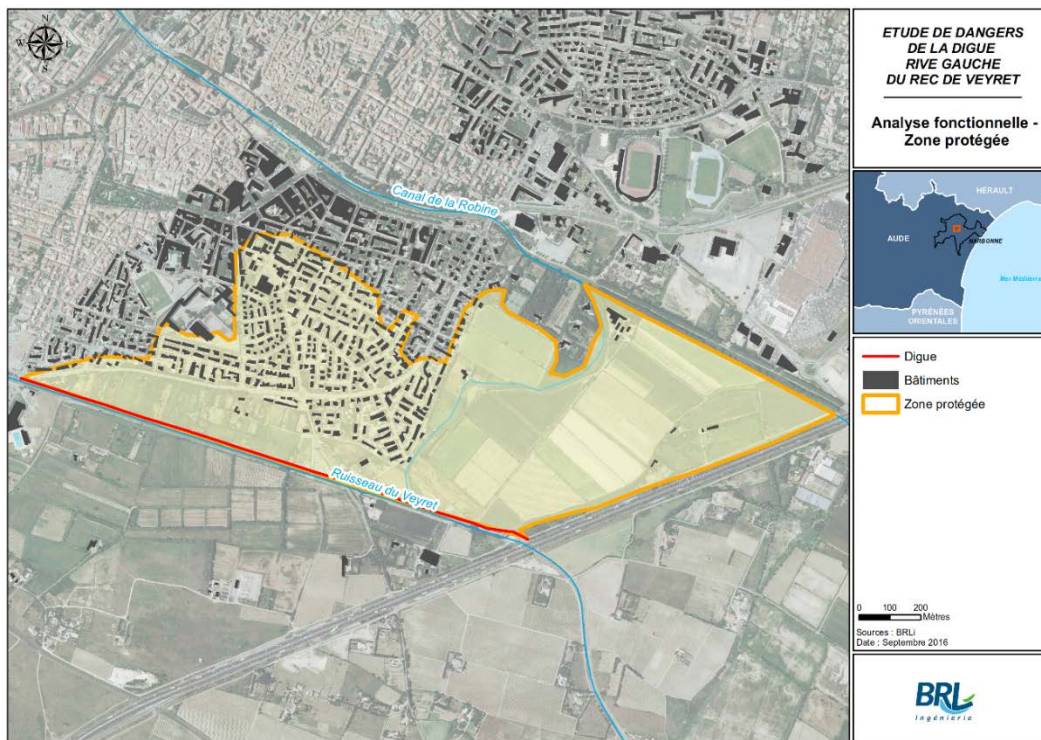 N
W
E
S
Canal de la Robine
Ruisseau du Veyret
ETUDE DE DANGERS
DE LA DIGUE
RIVE GAUCHE
DU REC DE VEYRET
Analyse fonctionnelle -
Zone protégée
HÉRAULT
AUDE
NARBONNE
PYRÉNÉES
ORIENTALES
Digue
Bâtiments
Zone protégée
0 100 200
Mètres
Sources : BRLi
Date : Septembre 2016
BRL
Ingénierie